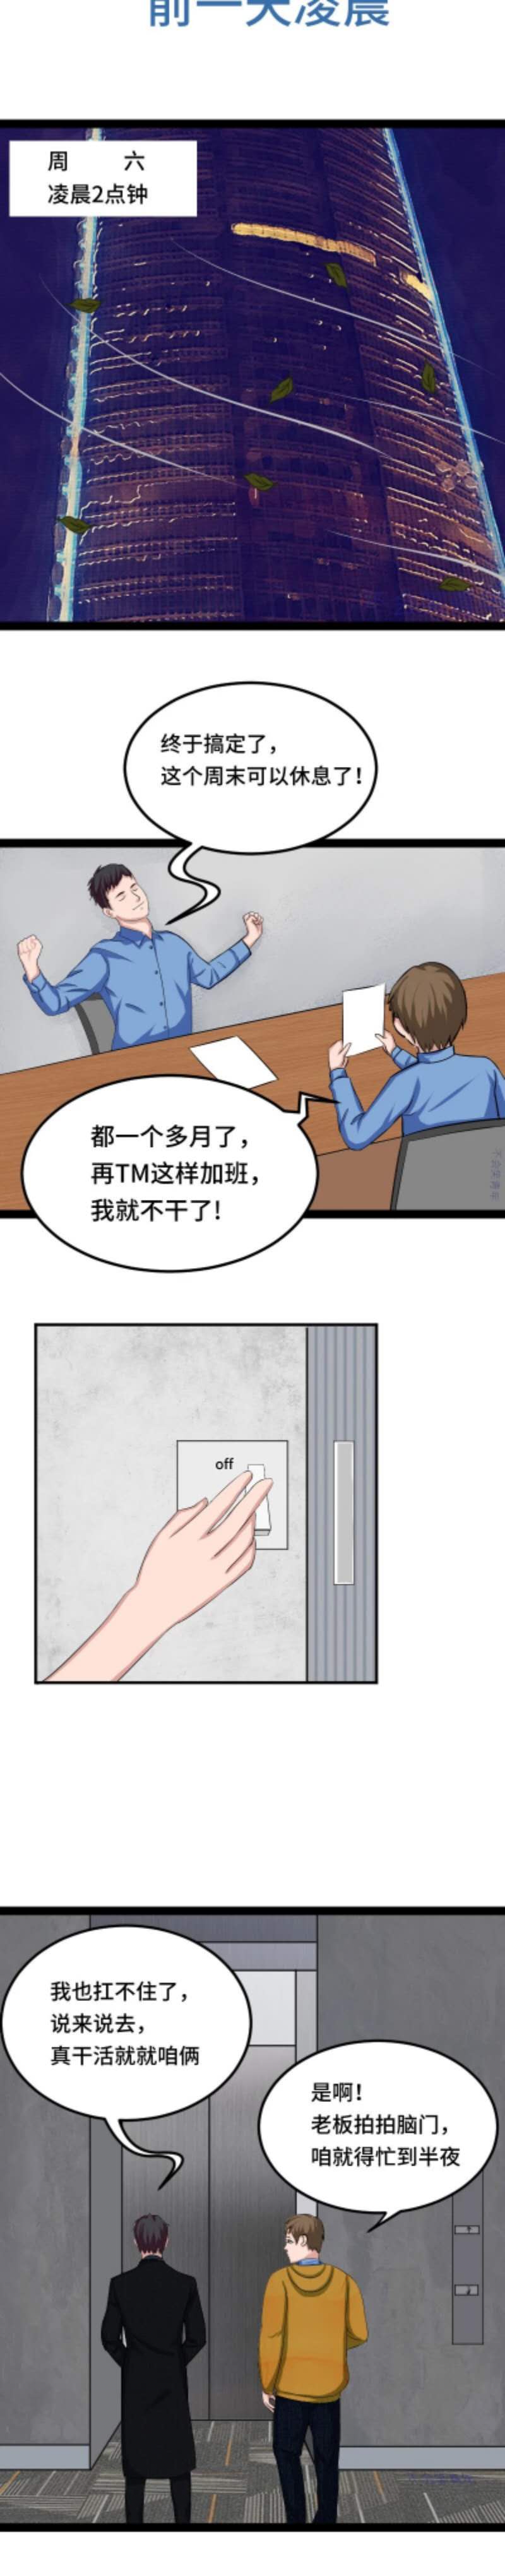 前一天凌晨
周 六
凌晨2点钟
终于搞定了，
这个周末可以休息了！
都一个多月了，
再TM这样加班，
我就不干了！
off
我也扛不住了，
说来说去，
真干活就就咱俩
是啊！
老板拍拍脑门，
咱就得忙到半夜